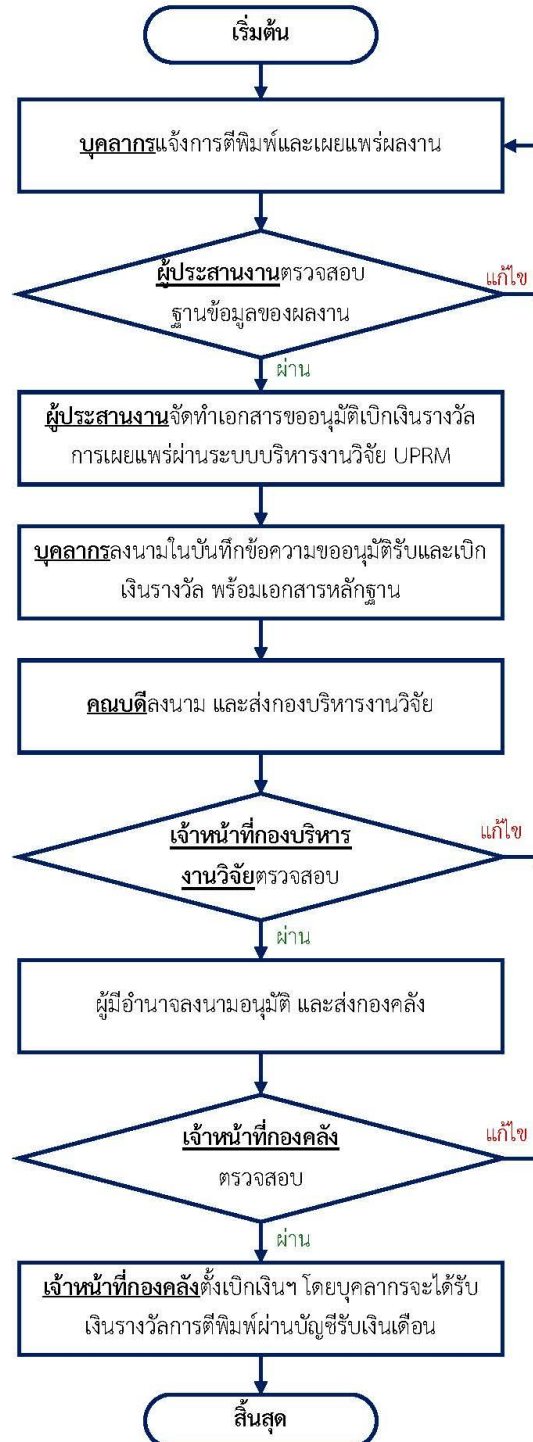 เริ่มต้น
บุคลากรแจ้งการตีพิมพ์และเผยแพร่ผลงาน
ผู้ประสานงานตรวจสอบ
ฐานข้อมูลของผลงาน
แก้ไข
ผ่าน
ผู้ประสานงานจัดทำเอกสารขออนุมัติเบิกเงินรางวัล
การเผยแพร่ผ่านระบบบริหารงานวิจัย UPRM
บุคลากรลงนามในบันทึกข้อความขออนุมัติรับและเบิก
เงินรางวัล พร้อมเอกสารหลักฐาน
คณบดีลงนาม และส่งกองบริหารงานวิจัย
เจ้าหน้าที่กองบริหาร
งานวิจัยตรวจสอบ
แก้ไข
ผ่าน
ผู้มีอำนาจลงนามอนุมัติ และส่งกองคลัง
เจ้าหน้าที่กองคลัง
ตรวจสอบ
แก้ไข
ผ่าน
เจ้าหน้าที่กองคลังตั้งเบิกเงินฯ โดยบุคลากรจะได้รับ
เงินรางวัลการตีพิมพ์ผ่านบัญชีรับเงินเดือน
สิ้นสุด